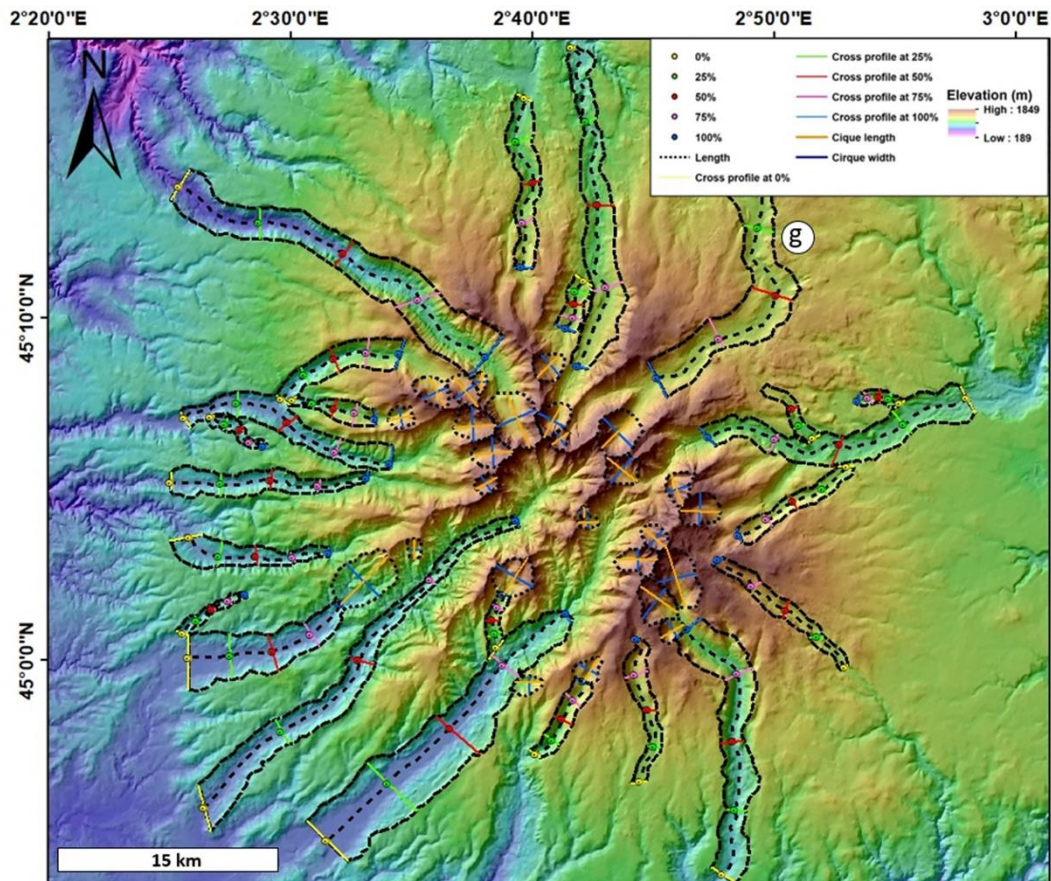 2°20'0"E 2°30'0"E 2°40'0"E 2°50'0"E 3°0'0"E
N
0%
25%
50%
75%
100%
Length
Cross profile at 0%
Cross profile at 25%
Cross profile at 50%
Cross profile at 75%
Cross profile at 100%
Cique length
Cirque width
Elevation (m)
High : 1849
Low : 189
g
45°10'0"N
45°0'0"N
15 km